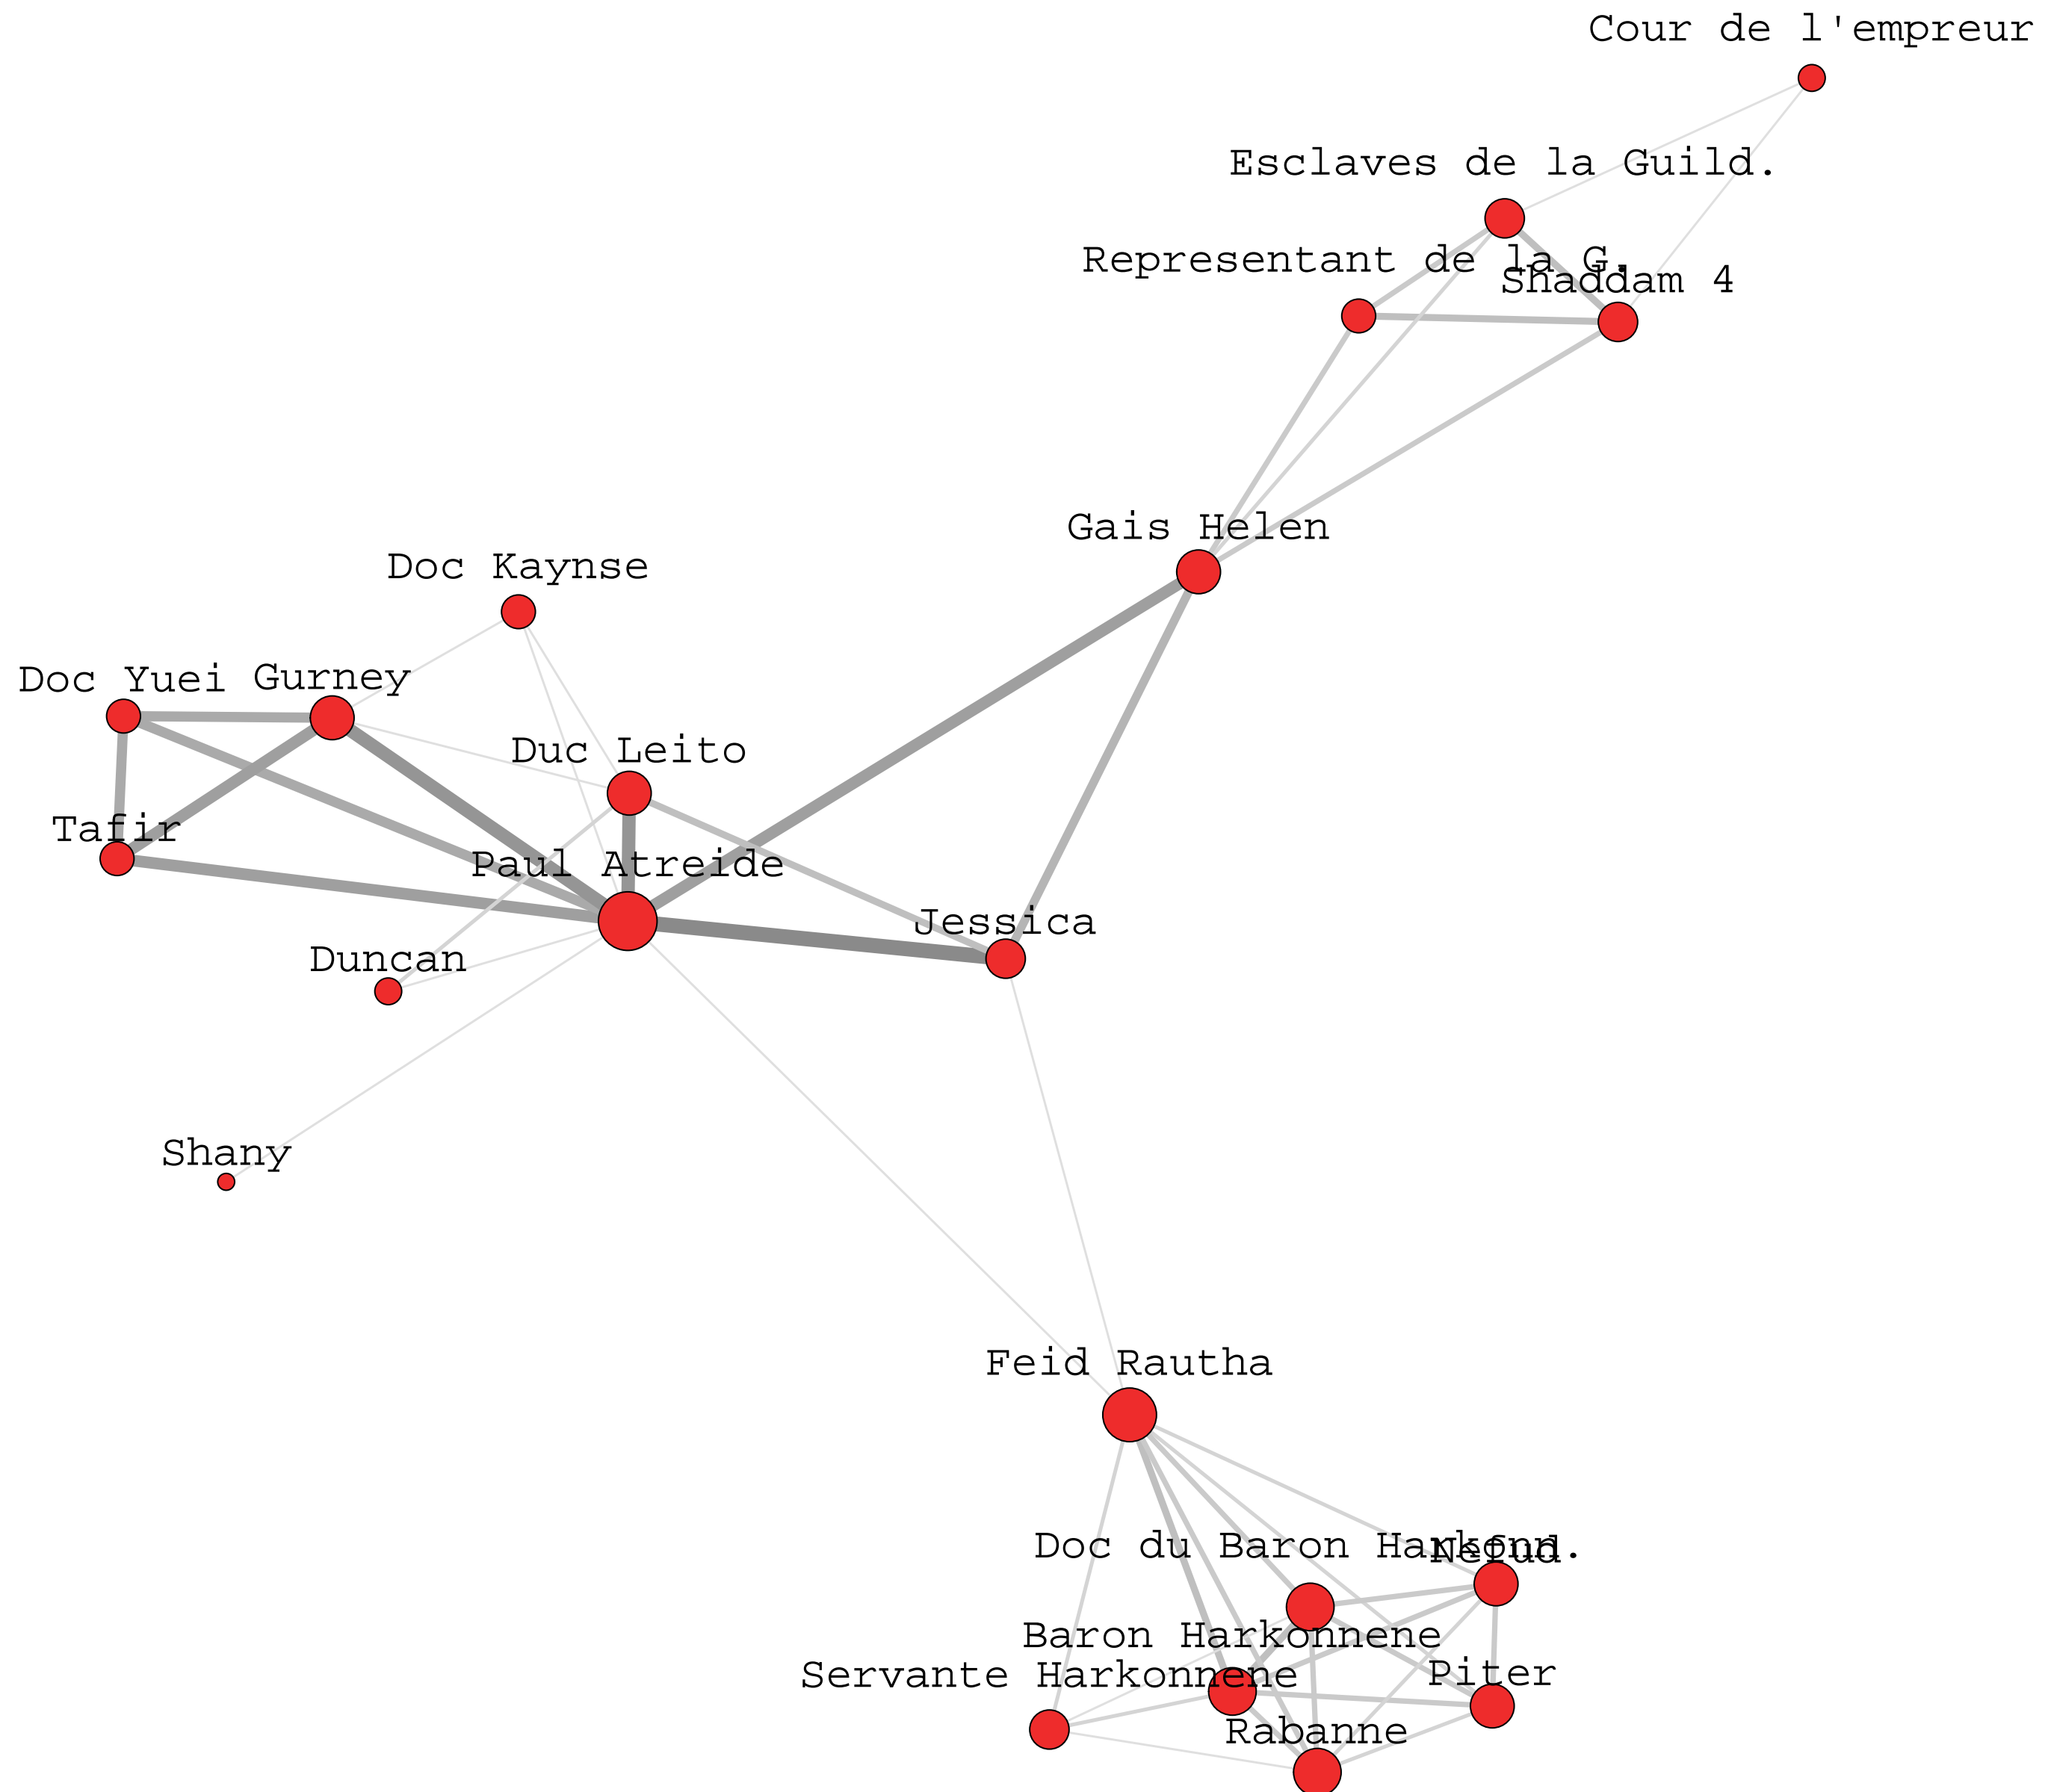 Cour de l'empreur
Esclaves de la Guild.
Representant de la G.
Shaddam 4
Gais Helen
Doc Kaynse
Doc Yuei
Gurney
Duc Leito
Tafir
Paul Atreide
Jessica
Duncan
Shany
Feid Rautha
Doc du Baron Harkonn.
Nefud
Baron Harkonnene
Servante Harkonnene
Piter
Rabanne